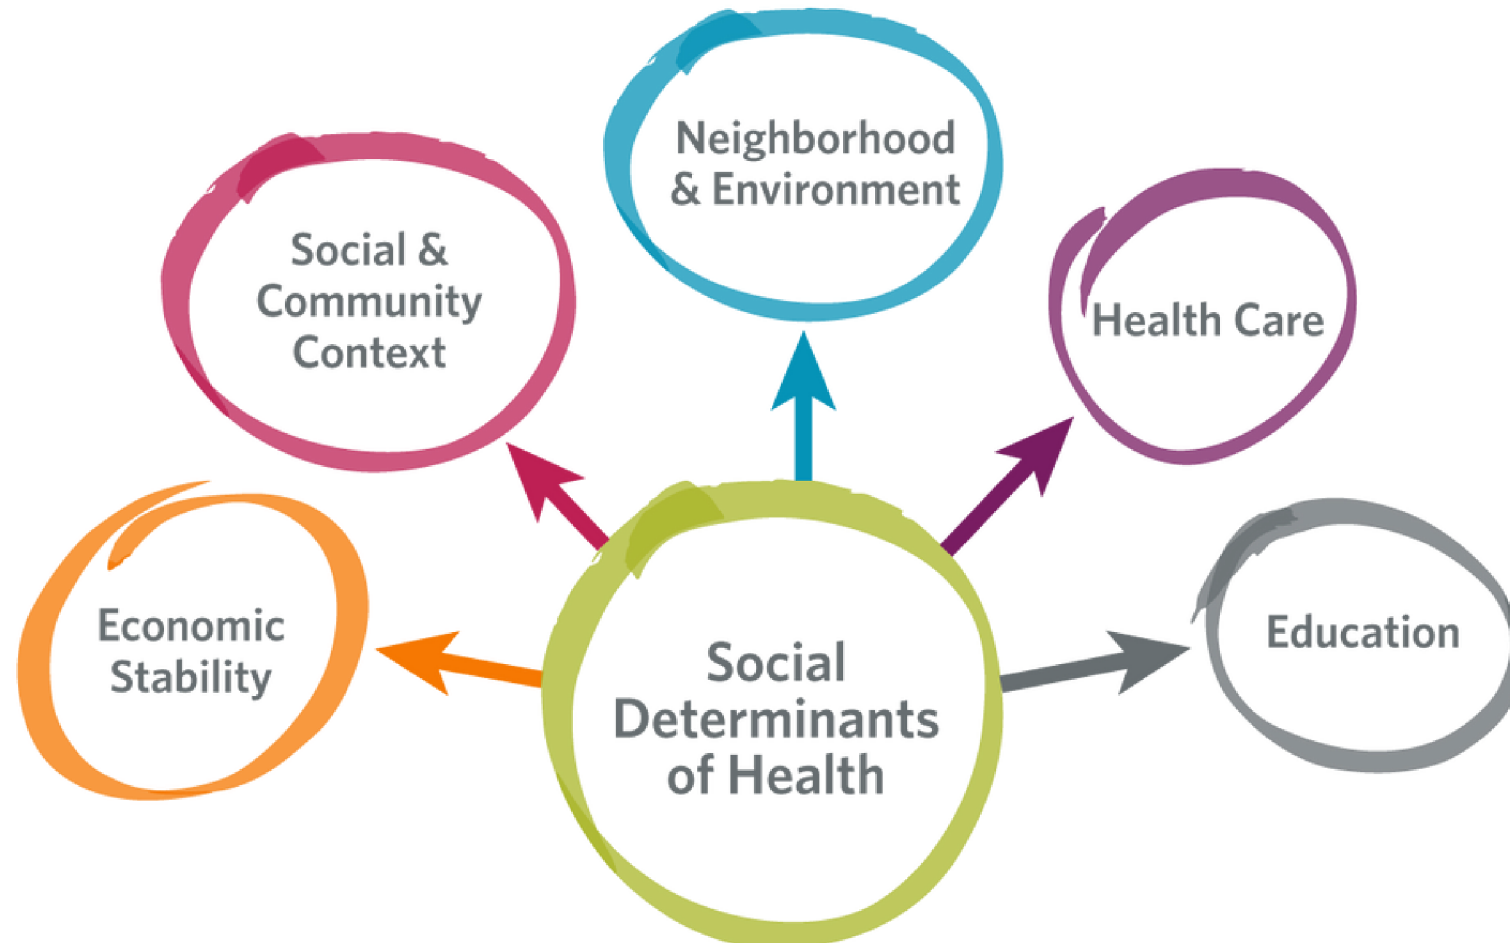 Neighborhood
& Environment
Social &
Community
Context
Health Care
Economic
Stability
Education
Social
Determinants
of Health